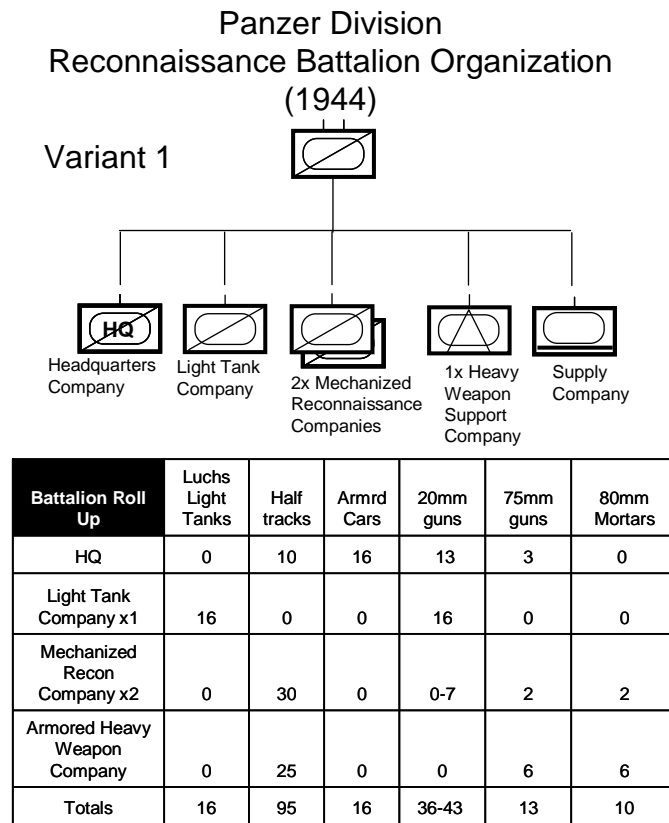 Panzer Division
Reconnaissance Battalion Organization
(1944)
Variant 1
HQ
Headquarters
Company
Light Tank
Company
2x Mechanized
Reconnaissance
Companies
1x Heavy
Weapon
Support
Company
Supply
Company
Battalion Roll
Up
Luchs
Light
Tanks
Half
tracks
Armrd
Cars
20mm
guns
75mm
guns
80mm
Mortars
HQ 0 10 16 13 3 0
Light Tank
Company x1 16 0 0 16 0 0
Mechanized
Recon
Company x2 0 30 0 0-7 2 2
Armored Heavy
Weapon
Company 0 25 0 0 6 6
Totals 16 95 16 36-43 13 10